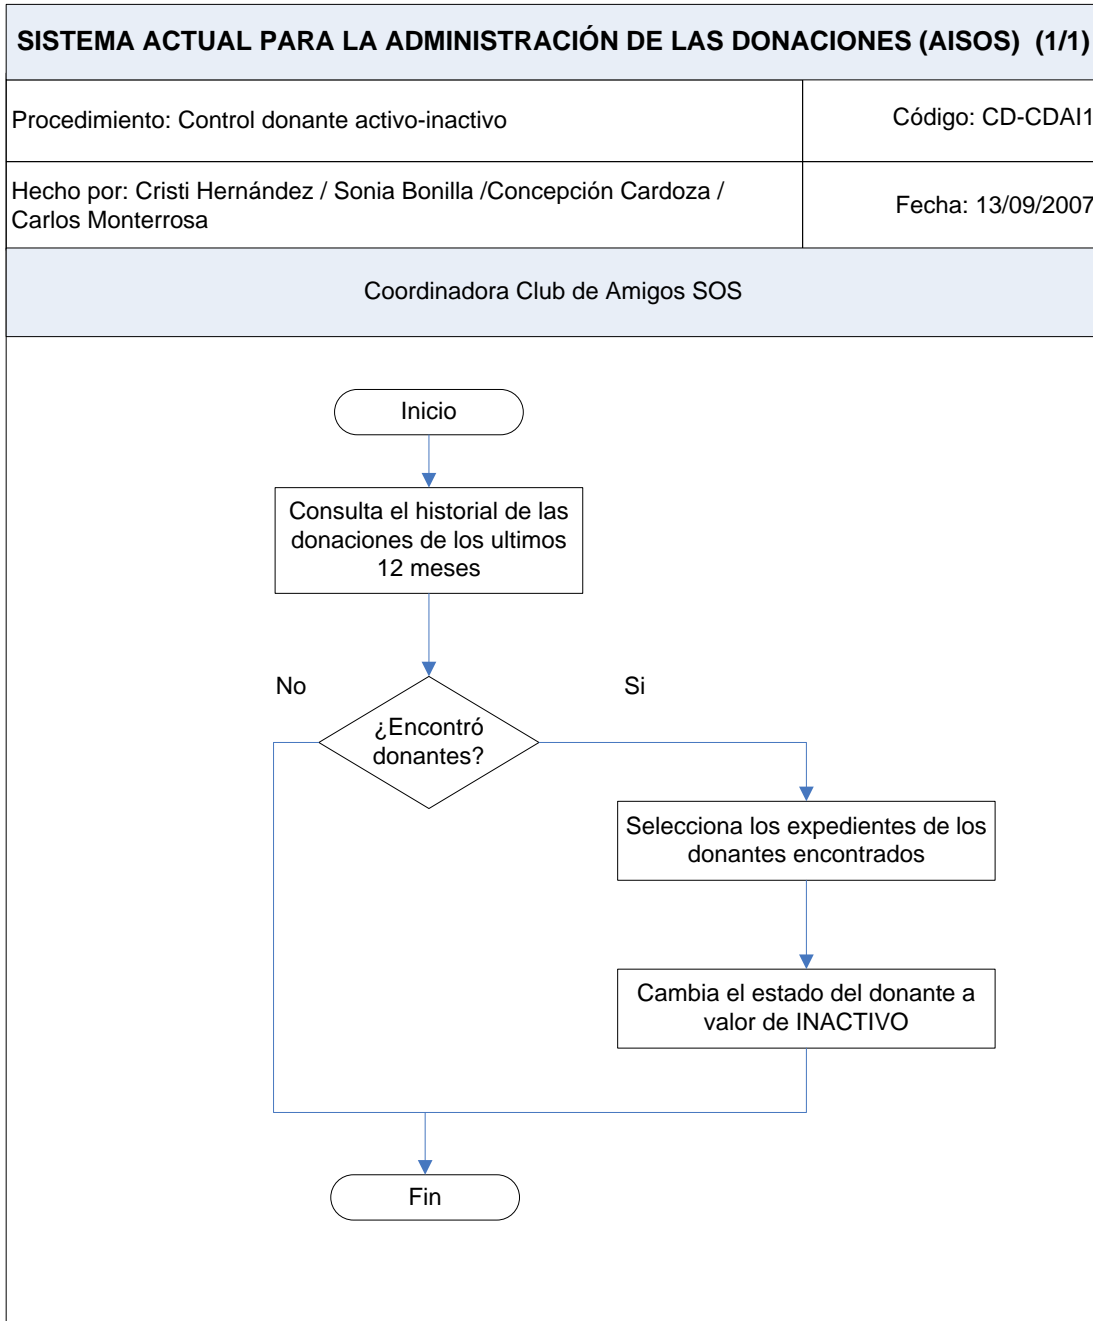 SISTEMA ACTUAL PARA LA ADMINISTRACIÓN DE LAS DONACIONES (AISOS)  (1/1)
Procedimiento: Control donante activo-inactivo
Código: CD-CDAI1
Hecho por: Cristi Hernández / Sonia Bonilla /Concepción Cardoza /
Carlos Monterrosa
Fecha: 13/09/2007
Coordinadora Club de Amigos SOS
Inicio
Consulta el historial de las
donaciones de los ultimos
12 meses
No
Si
¿Encontró
donantes?
Selecciona los expedientes de los
donantes encontrados
Cambia el estado del donante a
valor de INACTIVO
Fin